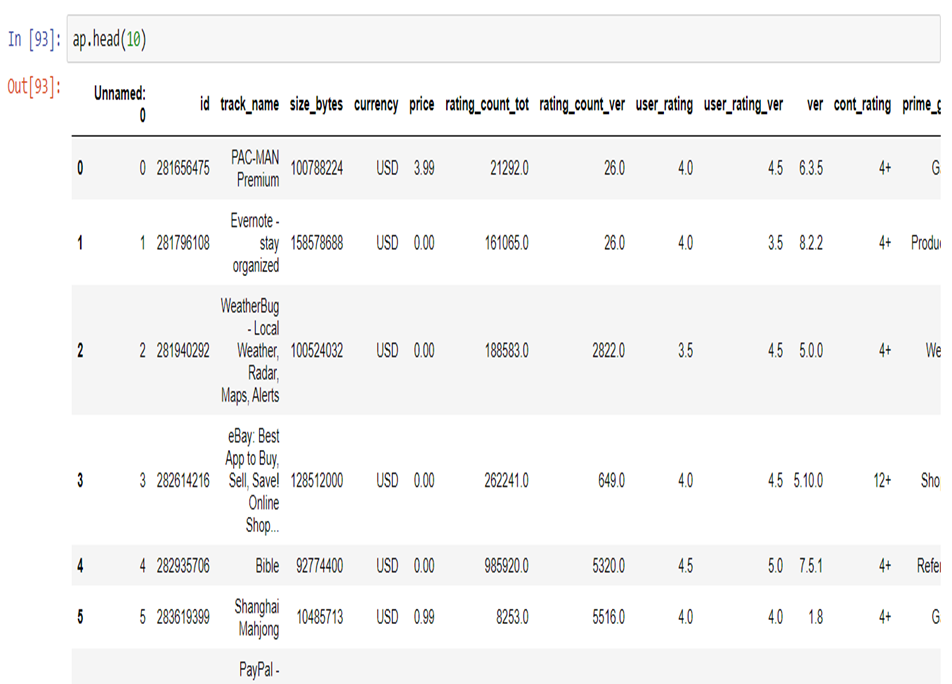 In [93]: ap.head(10)
Out[93]:
Unnamed: 0 id track_name size_bytes currency price rating_count_tot rating_count_ver user_rating user_rating_ver ver cont_rating prime_g
0 0 281656475 PAC-MAN Premium 100788224 USD 3.99 21292.0 26.0 4.0 4.5 6.3.5 4+ G
1 1 281796108 Evernote - stay organized 158578688 USD 0.00 161065.0 26.0 4.0 3.5 8.2.2 4+ Produ
2 2 281940292 WeatherBug - Local Weather, Radar, Maps, Alerts 100524032 USD 0.00 188583.0 2822.0 3.5 4.5 5.0.0 4+ We
3 3 282614216 eBay: Best App to Buy, Sell, Save! Online Shop... 128512000 USD 0.00 262241.0 649.0 4.0 4.5 5.10.0 12+ Sho
4 4 282935706 Bible 92774400 USD 0.00 985920.0 5320.0 4.5 5.0 7.5.1 4+ Refer
5 5 283619399 Shanghai Mahjong 10485713 USD 0.99 8253.0 5516.0 4.0 4.0 1.8 4+ G
PayPal -